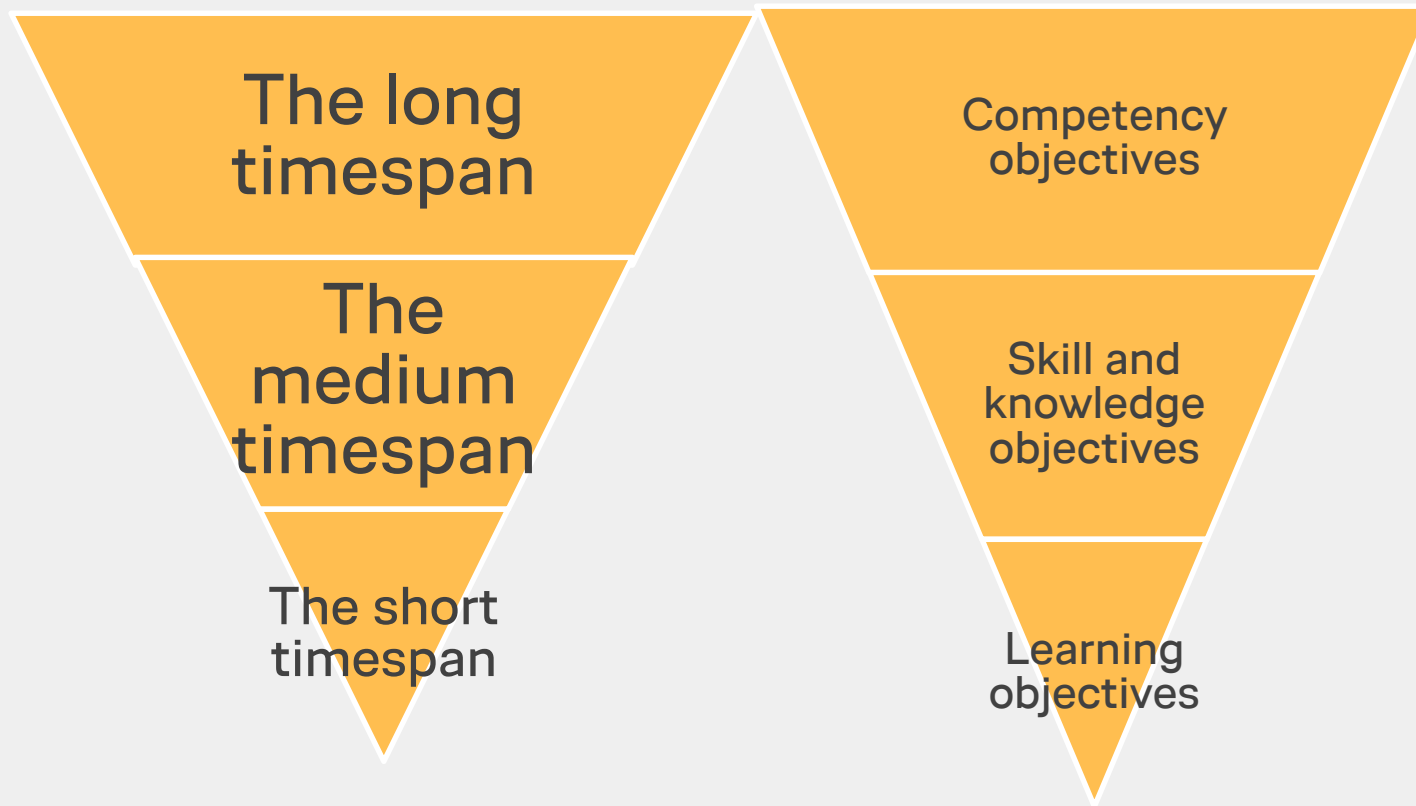 The long
timespan
The
medium
timespan
The short
timespan
Competency
objectives
Skill and
knowledge
objectives
Learning
objectives